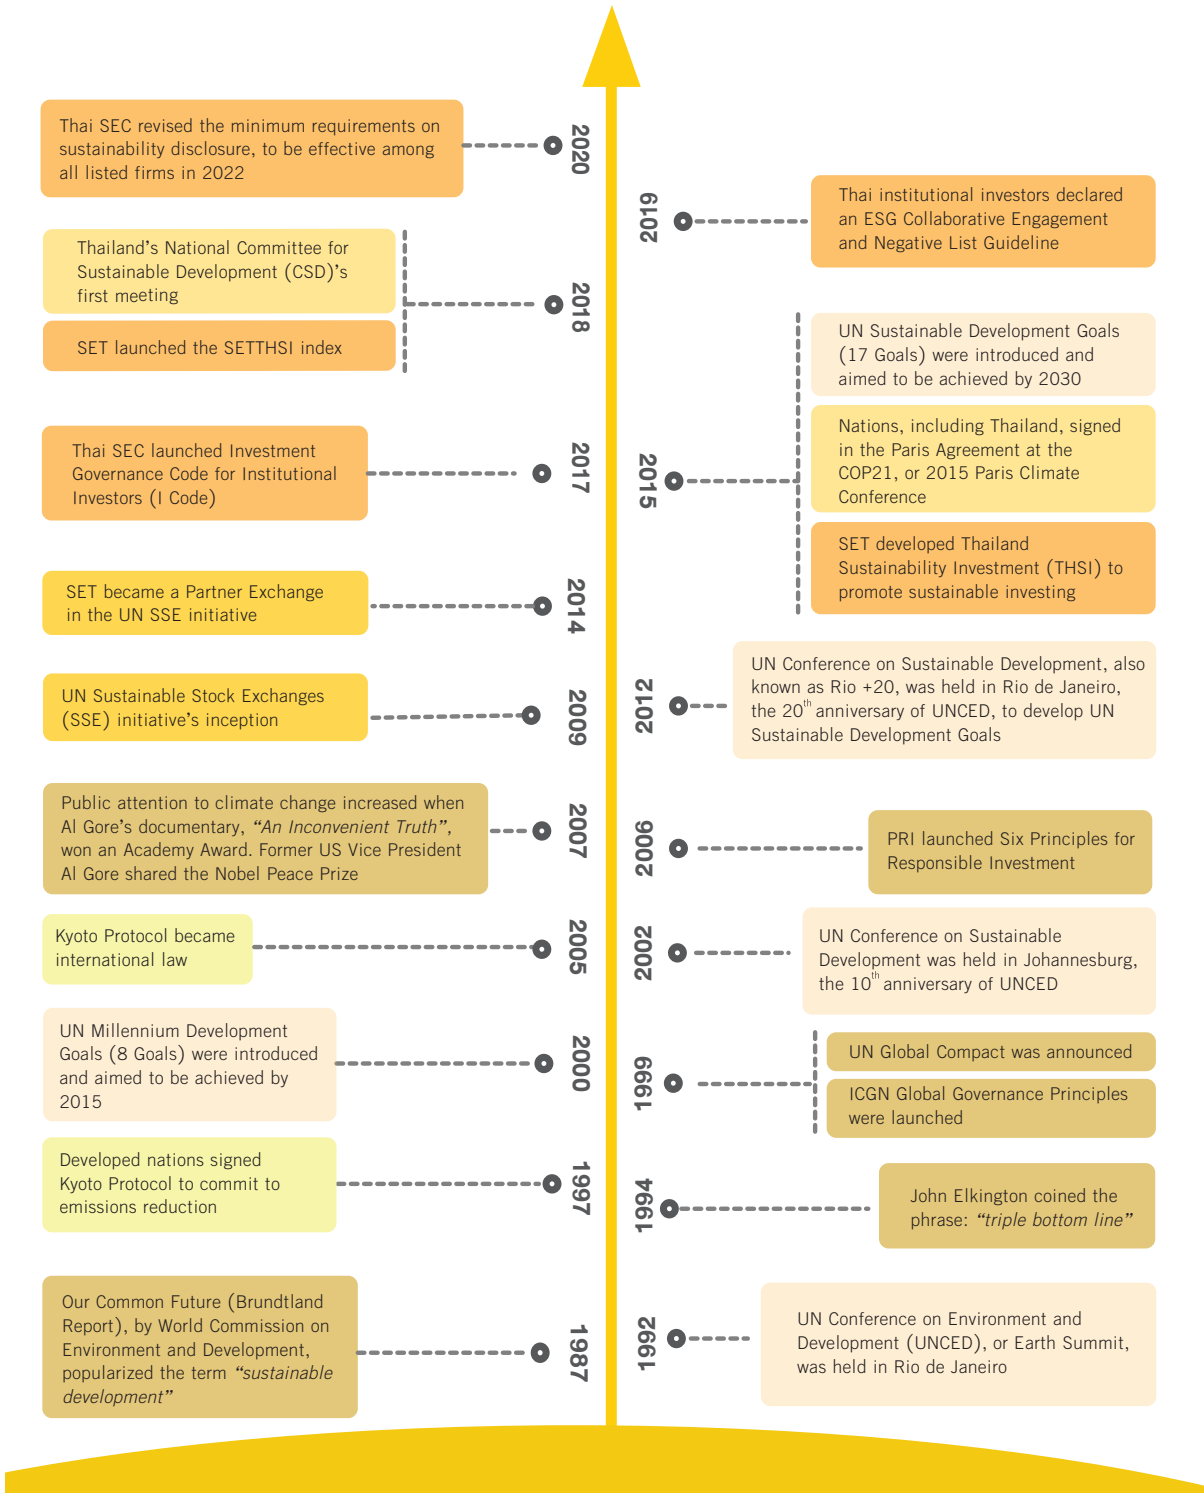 2020
Thai SEC revised the minimum requirements on
sustainability disclosure, to be effective among
all listed firms in 2022
2019
Thai institutional investors declared
an ESG Collaborative Engagement
and Negative List Guideline
2018
Thailand’s National Committee for
Sustainable Development (CSD)’s
first meeting
SET launched the SETTHSI index
2015
UN Sustainable Development Goals
(17 Goals) were introduced and
aimed to be achieved by 2030
Nations, including Thailand, signed
in the Paris Agreement at the
COP21, or 2015 Paris Climate
Conference
SET developed Thailand
Sustainability Investment (THSI) to
promote sustainable investing
2017
Thai SEC launched Investment
Governance Code for Institutional
Investors (I Code)
2014
SET became a Partner Exchange
in the UN SSE initiative
2012
UN Conference on Sustainable Development, also
known as Rio +20, was held in Rio de Janeiro,
the 20th anniversary of UNCED, to develop UN
Sustainable Development Goals
2009
UN Sustainable Stock Exchanges
(SSE) initiative’s inception
2007
Public attention to climate change increased when
Al Gore’s documentary, “An Inconvenient Truth”,
won an Academy Award. Former US Vice President
Al Gore shared the Nobel Peace Prize
2006
PRI launched Six Principles for
Responsible Investment
2005
Kyoto Protocol became
international law
2002
UN Conference on Sustainable
Development was held in Johannesburg,
the 10th anniversary of UNCED
2000
UN Millennium Development
Goals (8 Goals) were introduced
and aimed to be achieved by
2015
1999
UN Global Compact was announced
ICGN Global Governance Principles
were launched
1997
Developed nations signed
Kyoto Protocol to commit to
emissions reduction
1994
John Elkington coined the
phrase: “triple bottom line”
1987
Our Common Future (Brundtland
Report), by World Commission on
Environment and Development,
popularized the term “sustainable
development”
1992
UN Conference on Environment and
Development (UNCED), or Earth Summit,
was held in Rio de Janeiro